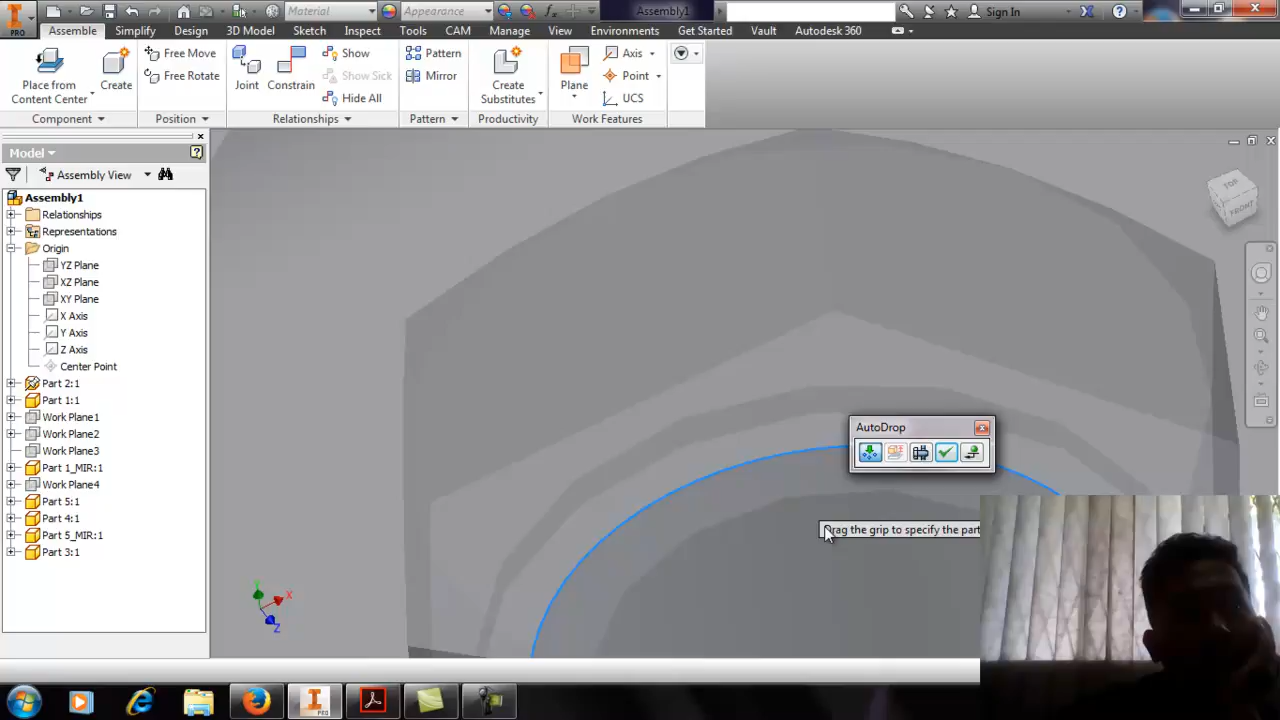 Material
Appearance
Assembly1
Sign In
PRO
Assemble
Simplify
Design
3D Model
Sketch
Inspect
Tools
CAM
Manage
View
Environments
Get Started
Vault
Autodesk 360
Place from
Content Center
Create
Free Move
Free Rotate
Joint
Constrain
Show
Show Sick
Hide All
Pattern
Mirror
Create
Substitutes
Plane
Axis
Point
UCS
Component
Position
Relationships
Pattern
Productivity
Work Features
Model
Assembly View
Assembly1
Relationships
Representations
Origin
YZ Plane
XZ Plane
XY Plane
X Axis
Y Axis
Z Axis
Center Point
Part 2:1
Part 1:1
Work Plane1
Work Plane2
Work Plane3
Part 1_MIR:1
Work Plane4
Part 5:1
Part 4:1
Part 5_MIR:1
Part 3:1
TOP
FRONT
AutoDrop
Drag the grip to specify the part
Y
X
Z
PRO